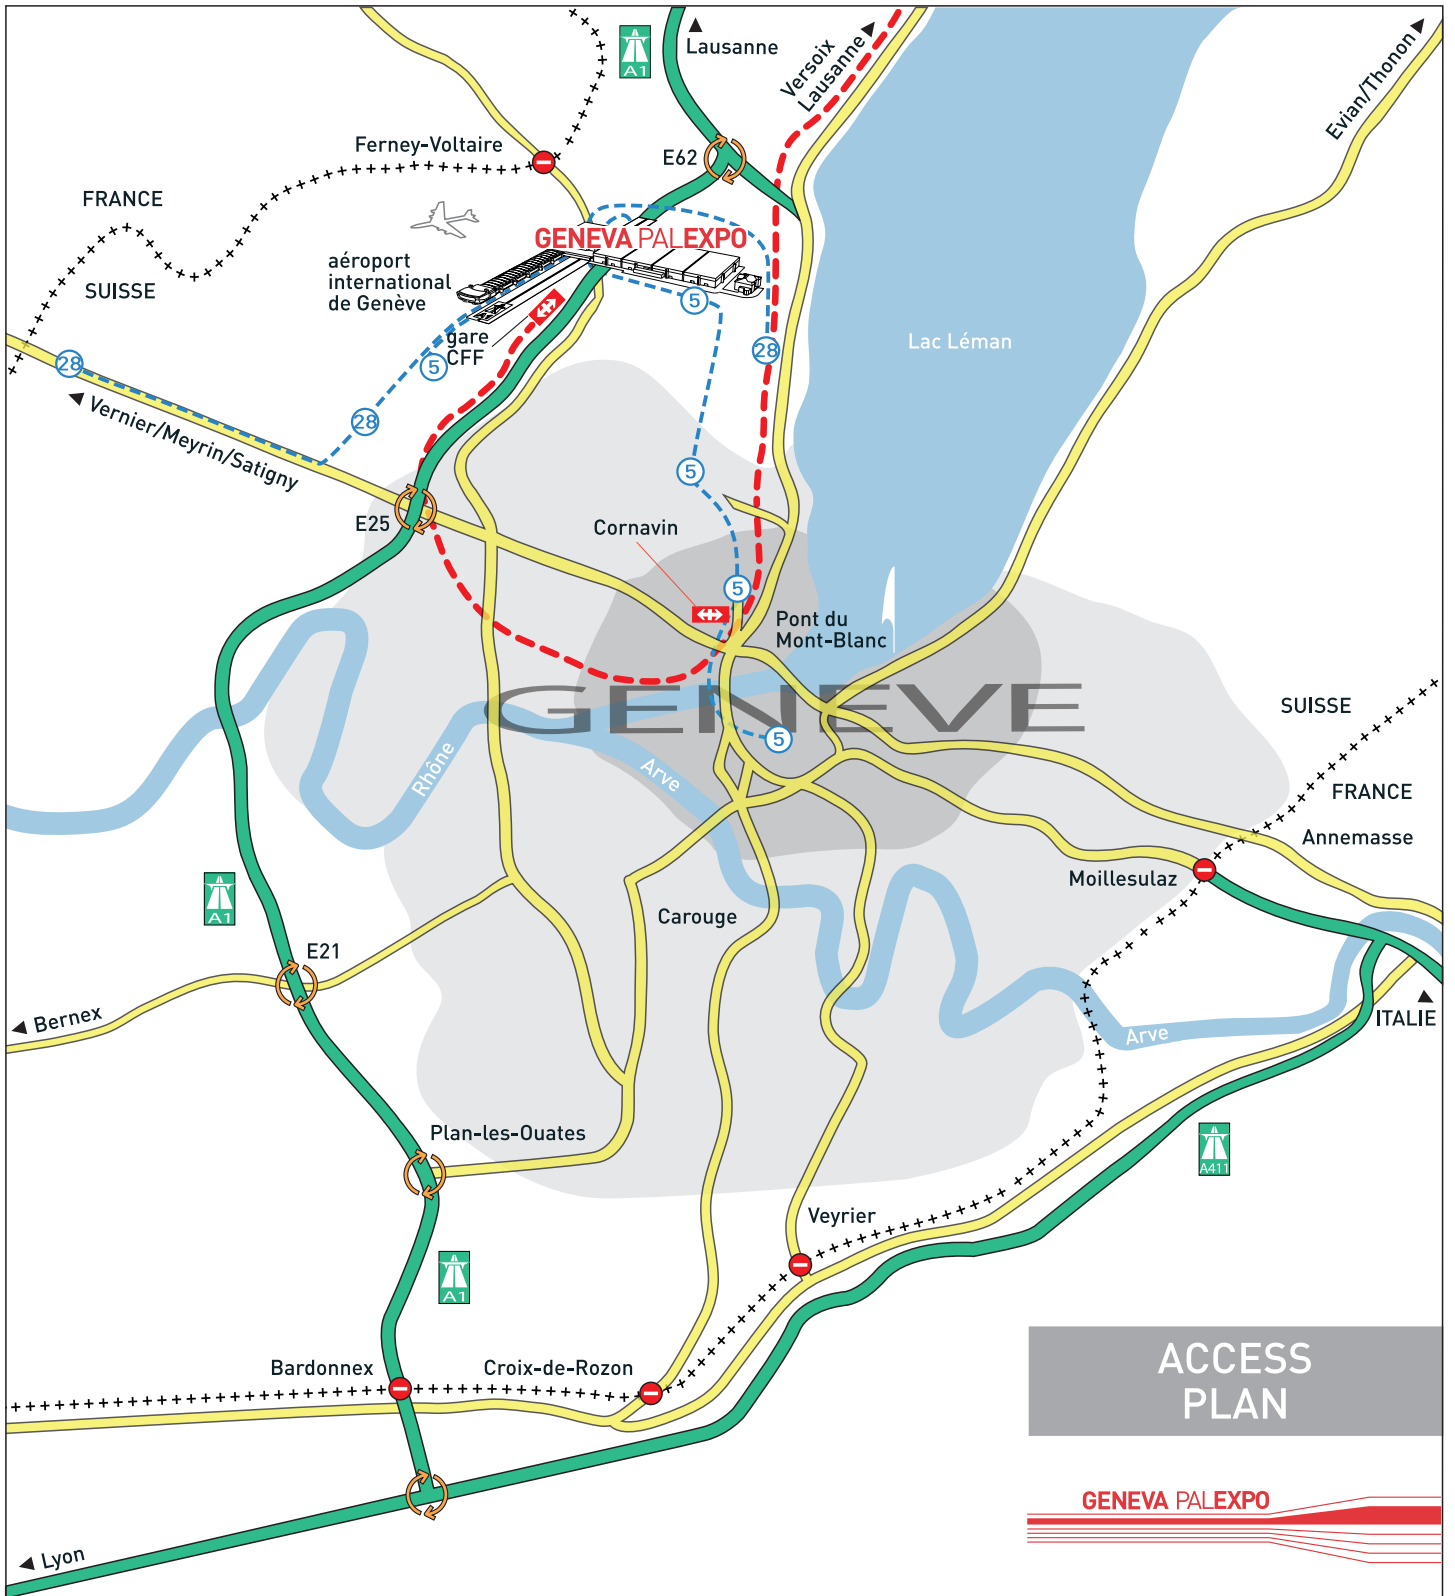 A1
Lausanne
Versoix
Lausanne
Evian/Thonon
Ferney-Voltaire
E62
FRANCE
SUISSE
GENEVA PALEXPO
aéroport
international
de Genève
gare
CFF
5
5
28
28
28
Lac Léman
Vernier/Meyrin/Satigny
5
E25
Cornavin
5
Pont du
Mont-Blanc
GENEVE
5
Rhône
Arve
SUISSE
FRANCE
Annemasse
Moillesulaz
A1
Carouge
E21
Bernex
ITALIE
Arve
Plan-les-Ouates
A411
Veyrier
A1
Bardonnex
Croix-de-Rozon
ACCESS
PLAN
GENEVA PALEXPO
Lyon